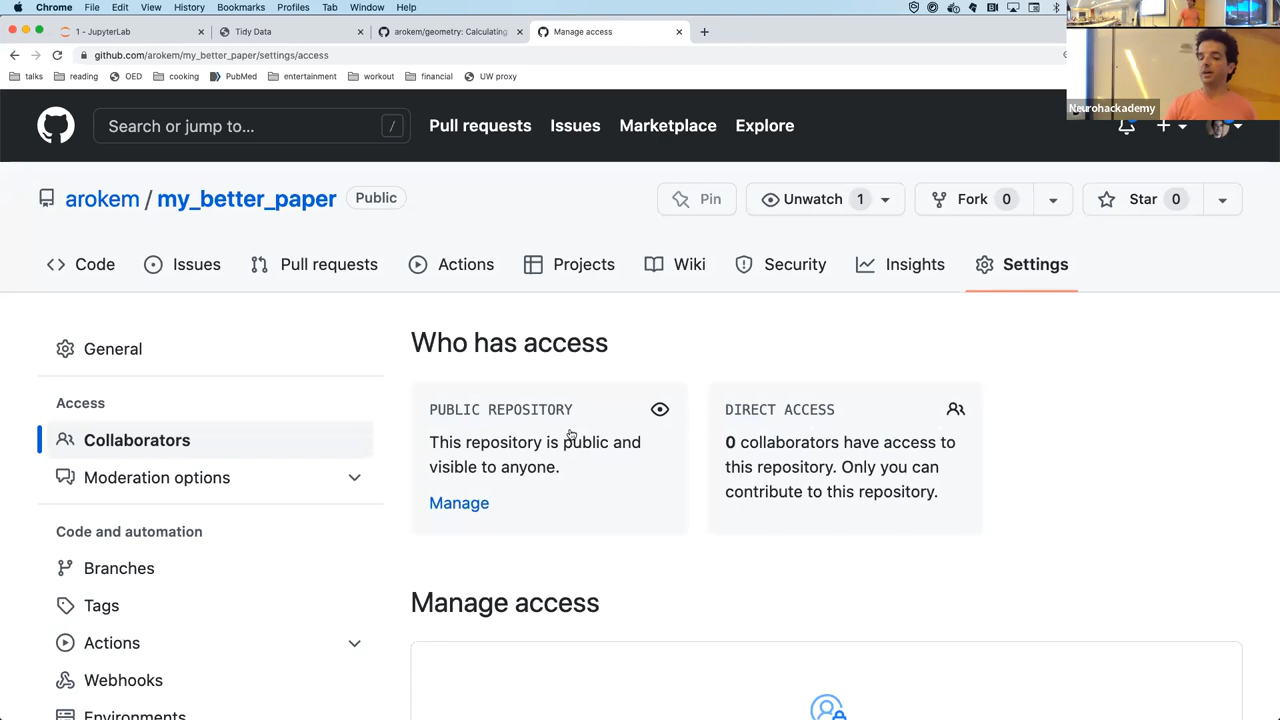 Chrome File Edit View History Bookmarks Profiles Tab Window Help
1 - JupyterLab Tidy Data arokem/geometry: Calculating Manage access
github.com/arokem/my_better_paper/settings/access
talks reading OED cooking PubMed entertainment workout financial UW proxy
Neurohackademy
Search or jump to... / Pull requests Issues Marketplace Explore
arokem / my_better_paper Public Pin Unwatch 1 Fork 0 Star 0
Code Issues Pull requests Actions Projects Wiki Security Insights Settings
General
Access
Collaborators
Moderation options
Code and automation
Branches
Tags
Actions
Webhooks
Environments
Who has access
PUBLIC REPOSITORY
This repository is public and
visible to anyone.
Manage
DIRECT ACCESS
0 collaborators have access to
this repository. Only you can
contribute to this repository.
Manage access